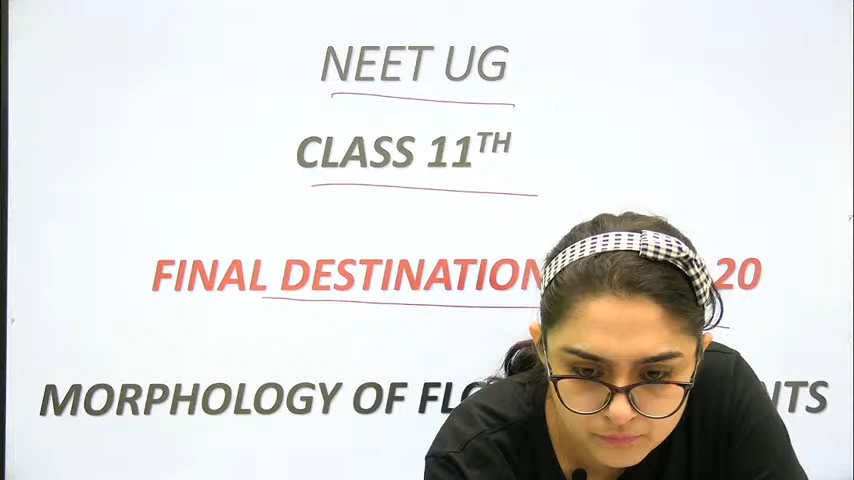 NEET UG
CLASS 11TH
FINAL DESTINATION 20
MORPHOLOGY OF